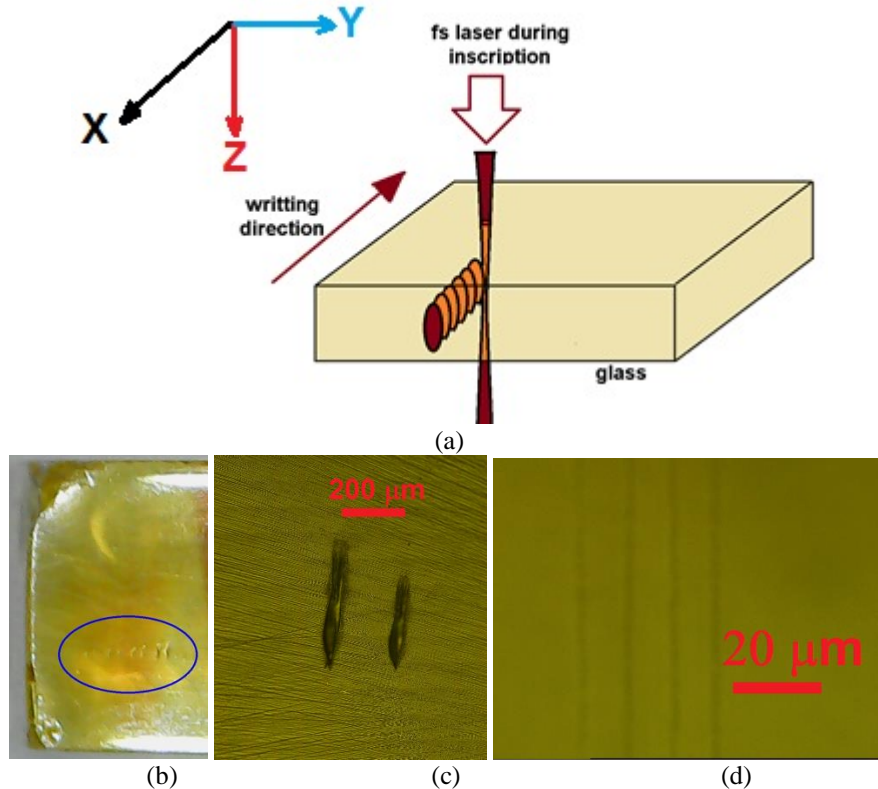 fs laser during
inscription
Y
X
Z
writting
direction
glass
(a)
200 μm
20 μm
(b)
(c)
(d)